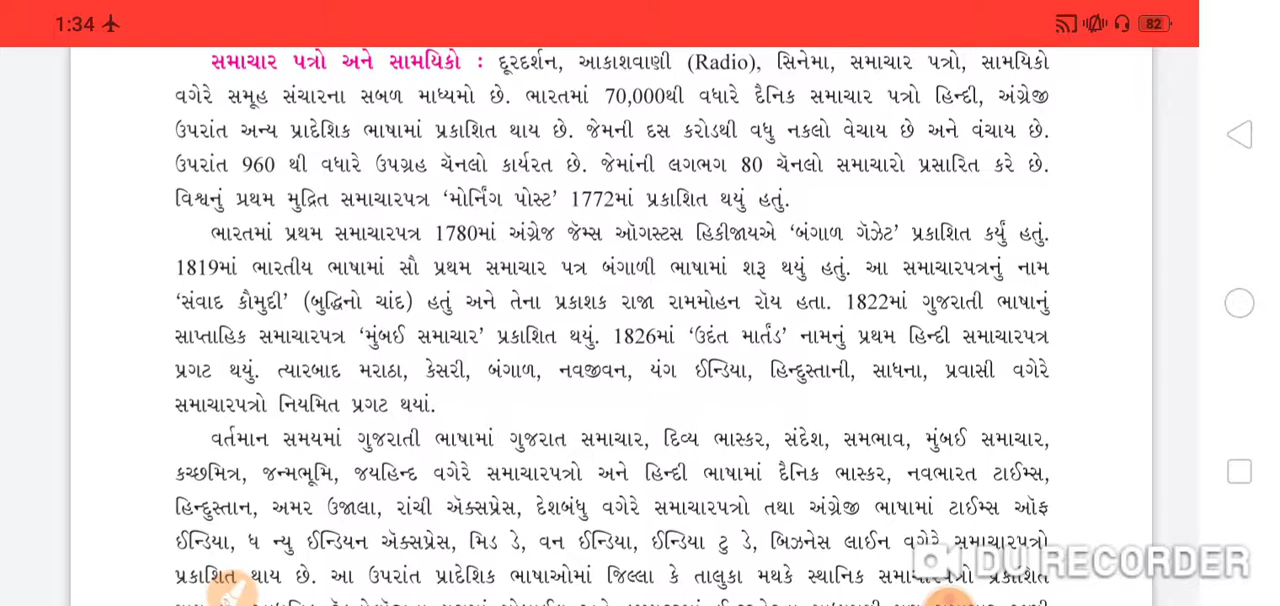 1:34
82
સમાચાર પત્રો અને સામયિકો : દૂરદર્શન, આકાશવાણી (Radio), સિનેમા, સમાચાર પત્રો, સામયિકો
વગેરે સમૂહ સંચારના સબળ માધ્યમો છે. ભારતમાં 70,000થી વધારે દૈનિક સમાચાર પત્રો હિન્દી, અંગ્રેજી
ઉપરાંત અન્ય પ્રાદેશિક ભાષામાં પ્રકાશિત થાય છે. જેમની દસ કરોડથી વધુ નકલો વેચાય છે અને વંચાય છે.
ઉપરાંત 960 થી વધારે ઉપગ્રહ ચૅનલો કાર્યરત છે. જેમાંની લગભગ 80 ચૅનલો સમાચારો પ્રસારિત કરે છે.
વિશ્વનું પ્રથમ મુદ્રિત સમાચારપત્ર ‘મોર્નિંગ પોસ્ટ’ 1772માં પ્રકાશિત થયું હતું.
ભારતમાં પ્રથમ સમાચારપત્ર 1780માં અંગ્રેજ જૅમ્સ ઑગસ્ટસ હિકીજાયએ ‘બંગાળ ગૅઝેટ’ પ્રકાશિત કર્યું હતું.
1819માં ભારતીય ભાષામાં સૌ પ્રથમ સમાચાર પત્ર બંગાળી ભાષામાં શરૂ થયું હતું. આ સમાચારપત્રનું નામ
‘સંવાદ કૌમુદી’ (બુદ્ધિનો ચાંદ) હતું અને તેના પ્રકાશક રાજા રામમોહન રૉય હતા. 1822માં ગુજરાતી ભાષાનું
સાપ્તાહિક સમાચારપત્ર ‘મુંબઈ સમાચાર’ પ્રકાશિત થયું. 1826માં ‘ઉદંત માર્તંડ’ નામનું પ્રથમ હિન્દી સમાચારપત્ર
પ્રગટ થયું. ત્યારબાદ મરાઠા, કેસરી, બંગાળ, નવજીવન, યંગ ઈન્ડિયા, હિન્દુસ્તાની, સાધના, પ્રવાસી વગેરે
સમાચારપત્રો નિયમિત પ્રગટ થયાં.
વર્તમાન સમયમાં ગુજરાતી ભાષામાં ગુજરાત સમાચાર, દિવ્ય ભાસ્કર, સંદેશ, સમભાવ, મુંબઈ સમાચાર,
કચ્છમિત્ર, જન્મભૂમિ, જયહિન્દ વગેરે સમાચારપત્રો અને હિન્દી ભાષામાં દૈનિક ભાસ્કર, નવભારત ટાઈમ્સ,
હિન્દુસ્તાન, અમર ઉજાલા, રાંચી ઍક્સપ્રેસ, દેશબંધુ વગેરે સમાચારપત્રો તથા અંગ્રેજી ભાષામાં ટાઈમ્સ ઑફ
ઈન્ડિયા, ધ ન્યુ ઈન્ડિયન ઍક્સપ્રેસ, મિડ ડે, વન ઈન્ડિયા, ઈન્ડિયા ટુ ડે, બિઝનેસ લાઈન વગેરે સમાચારપત્રો
DU RECORDER
પ્રકાશિત થાય છે. આ ઉપરાંત પ્રાદેશિક ભાષાઓમાં જિલ્લા કે તાલુકા મથકે સ્થાનિક સમાચારપત્રો પ્રકાશિત